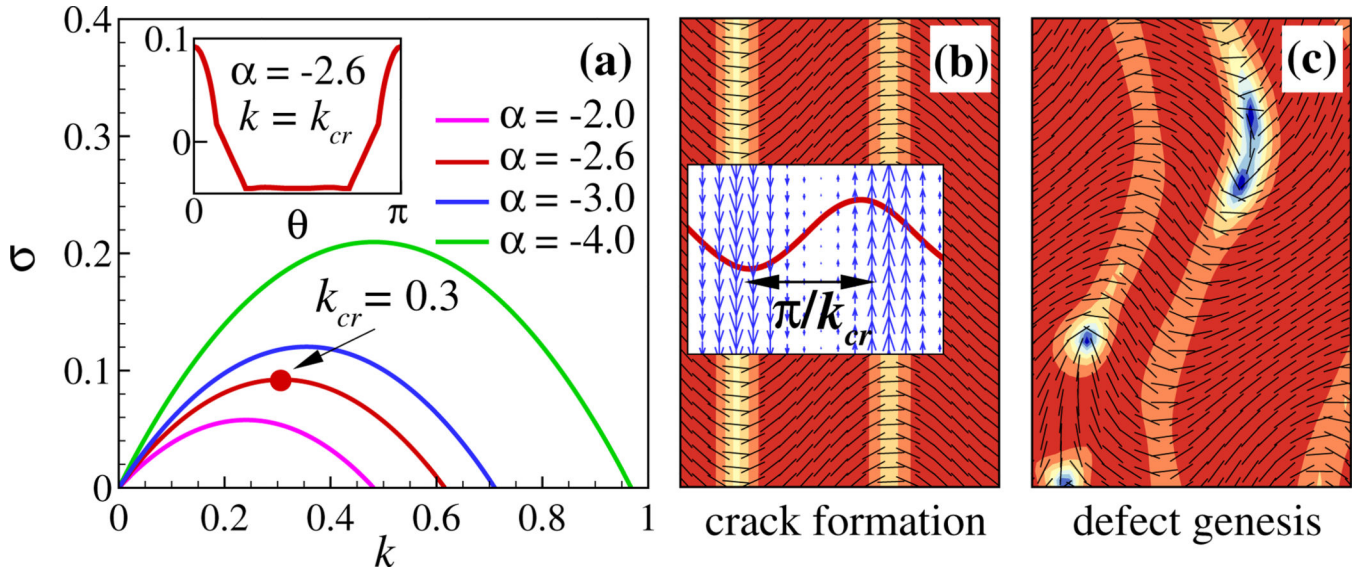 0.4
0.3
0.2
0.1
0
σ
0
0.2
0.4
0.6
0.8
1
k
0.1
0
0
θ
π
α = -2.6
k = k_cr
(a)
α = -2.0
α = -2.6
α = -3.0
α = -4.0
k_cr = 0.3
(b)
π/k_cr
crack formation
(c)
defect genesis